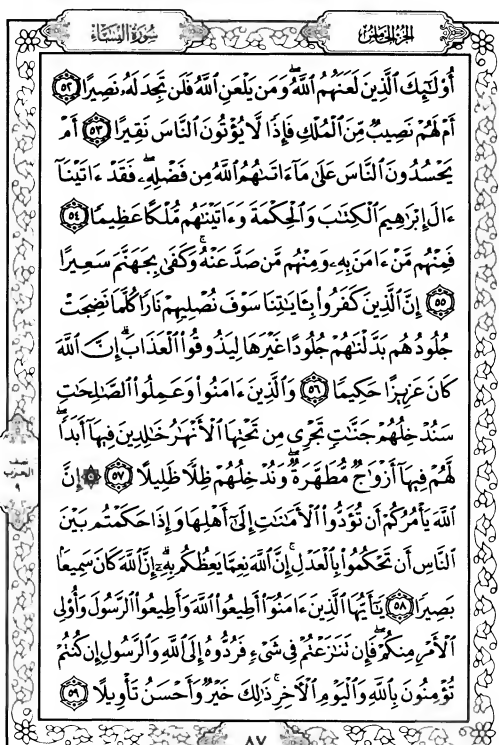 الجزء الخامس
سورة النساء
أُوْلَٰٓئِكَ ٱلَّذِينَ لَعَنَهُمُ ٱللَّهُۖ وَمَن يَلْعَنِ ٱللَّهُ فَلَن تَجِدَ لَهُۥ نَصِيرًا ٥٢
أَمْ لَهُمْ نَصِيبٌ مِّنَ ٱلْمُلْكِ فَإِذًا لَّا يُؤْتُونَ ٱلنَّاسَ نَقِيرًا ٥٣ أَمْ
يَحْسُدُونَ ٱلنَّاسَ عَلَىٰ مَآ ءَاتَىٰهُمُ ٱللَّهُ مِن فَضْلِهِۦۖ فَقَدْ ءَاتَيْنَآ
ءَالَ إِبْرَٰهِيمَ ٱلْكِتَٰبَ وَٱلْحِكْمَةَ وَءَاتَيْنَٰهُم مُّلْكًا عَظِيمًا ٥٤
فَمِنْهُم مَّنْ ءَامَنَ بِهِۦ وَمِنْهُم مَّن صَدَّ عَنْهُۚ وَكَفَىٰ بِجَهَنَّمَ سَعِيرًا
٥٥ إِنَّ ٱلَّذِينَ كَفَرُوا۟ بِـَٔايَٰتِنَا سَوْفَ نُصْلِيهِمْ نَارًا كُلَّمَا نَضِجَتْ
جُلُودُهُم بَدَّلْنَٰهُمْ جُلُودًا غَيْرَهَا لِيَذُوقُوا۟ ٱلْعَذَابَۗ إِنَّ ٱللَّهَ
كَانَ عَزِيزًا حَكِيمًا ٥٦ وَٱلَّذِينَ ءَامَنُوا۟ وَعَمِلُوا۟ ٱلصَّٰلِحَٰتِ
سَنُدْخِلُهُمْ جَنَّٰتٍ تَجْرِى مِن تَحْتِهَا ٱلْأَنْهَٰرُ خَٰلِدِينَ فِيهَآ أَبَدًاۖ
لَّهُمْ فِيهَآ أَزْوَٰجٌ مُّطَهَّرَةٌۖ وَنُدْخِلُهُمْ ظِلًّا ظَلِيلًا ٥٧ ۞ إِنَّ
ٱللَّهَ يَأْمُرُكُمْ أَن تُؤَدُّوا۟ ٱلْأَمَٰنَٰتِ إِلَىٰٓ أَهْلِهَا وَإِذَا حَكَمْتُم بَيْنَ
ٱلنَّاسِ أَن تَحْكُمُوا۟ بِٱلْعَدْلِۚ إِنَّ ٱللَّهَ نِعِمَّا يَعِظُكُم بِهِۦٓۗ إِنَّ ٱللَّهَ كَانَ سَمِيعًۢا
بَصِيرًا ٥٨ يَٰٓأَيُّهَا ٱلَّذِينَ ءَامَنُوٓا۟ أَطِيعُوا۟ ٱللَّهَ وَأَطِيعُوا۟ ٱلرَّسُولَ وَأُو۟لِى
ٱلْأَمْرِ مِنكُمْۖ فَإِن تَنَٰزَعْتُمْ فِى شَىْءٍ فَرُدُّوهُ إِلَى ٱللَّهِ وَٱلرَّسُولِ إِن كُنتُمْ
تُؤْمِنُونَ بِٱللَّهِ وَٱلْيَوْمِ ٱلْأَخِرِۚ ذَٰلِكَ خَيْرٌ وَأَحْسَنُ تَأْوِيلًا ٥٩
نصف
الحزب
٩
٨٧